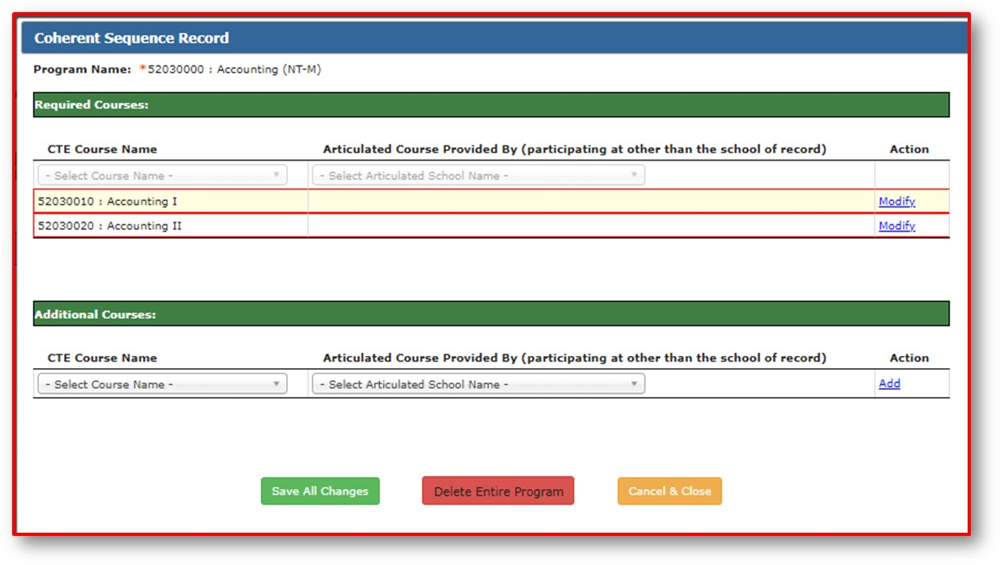 Coherent Sequence Record
Program Name: *52030000 : Accounting (NT-M)
Required Courses:
CTE Course Name Articulated Course Provided By (participating at other than the school of record) Action
- Select Course Name - - Select Articulated School Name -
52030010 : Accounting I Modify
52030020 : Accounting II Modify
Additional Courses:
CTE Course Name Articulated Course Provided By (participating at other than the school of record) Action
- Select Course Name - - Select Articulated School Name - Add
Save All Changes Delete Entire Program Cancel & Close